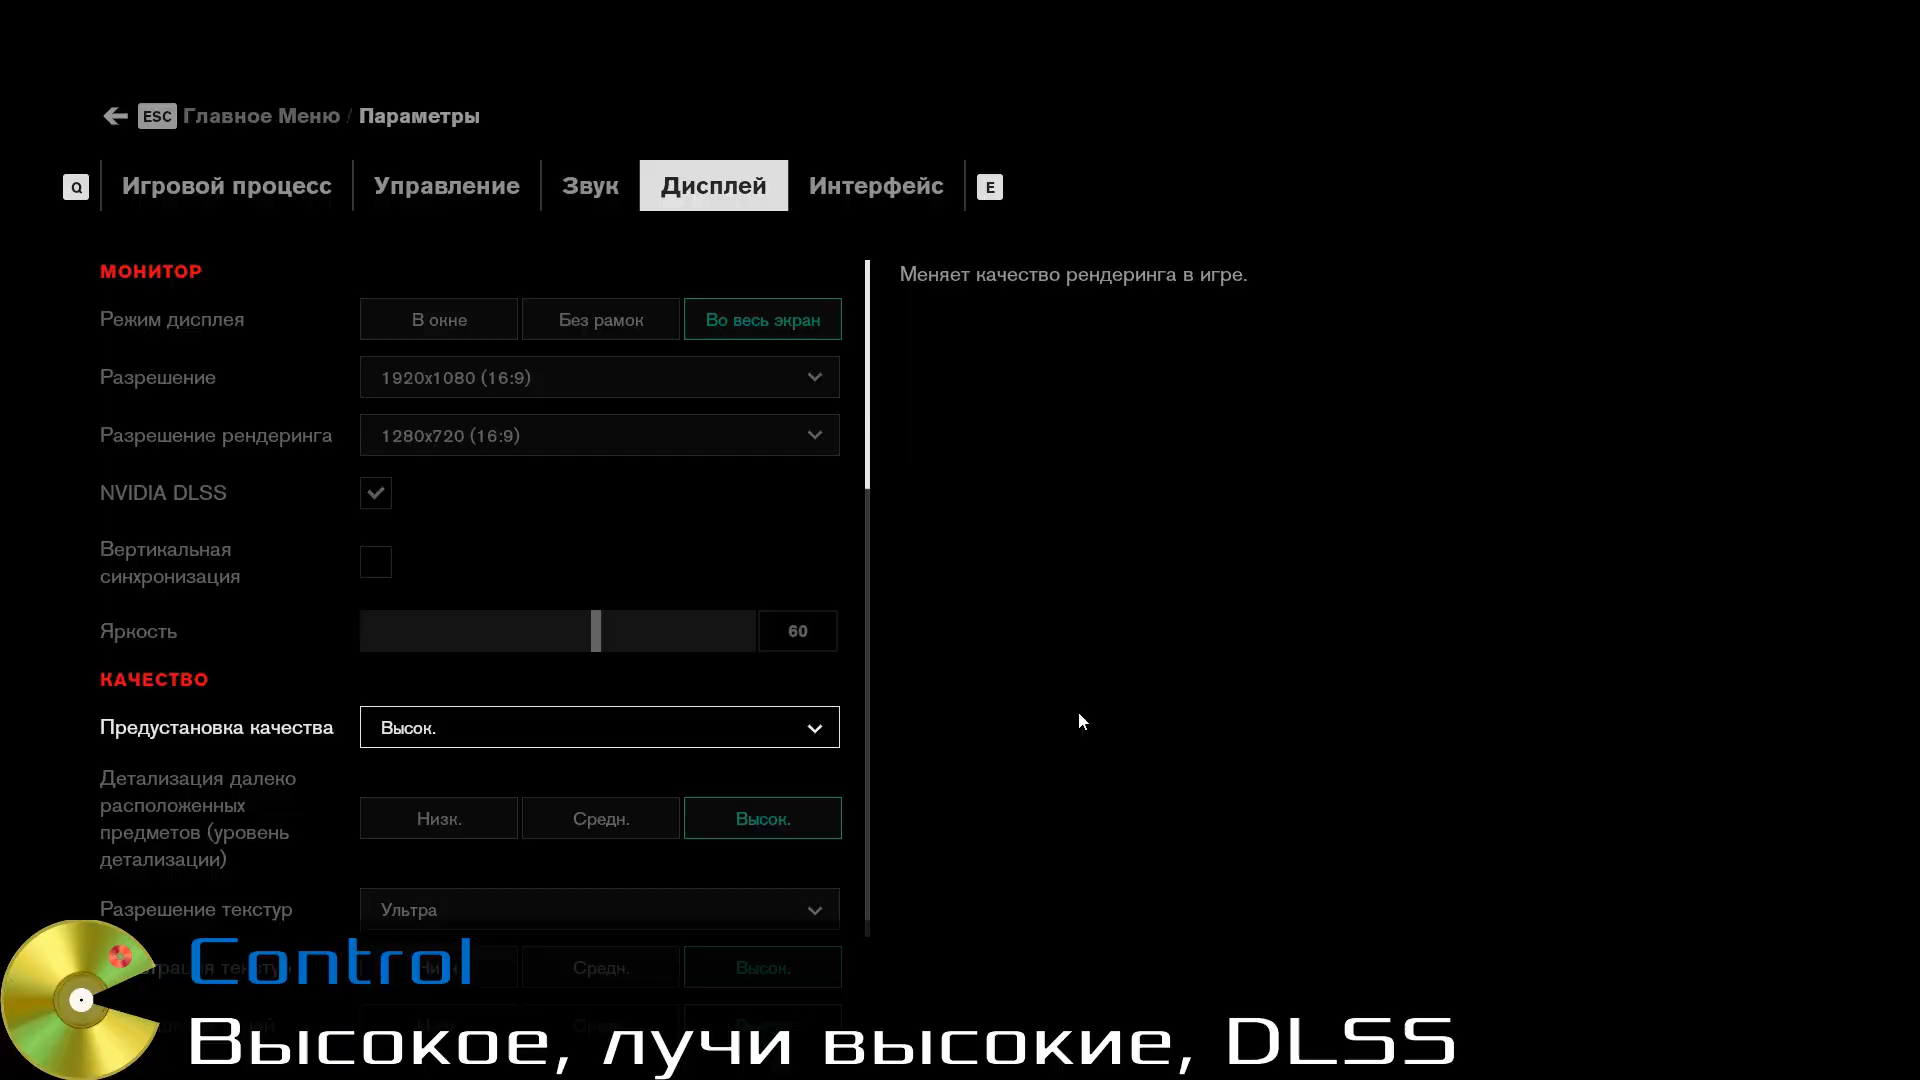 ESC Главное Меню / Параметры
Q Игровой процесс Управление Звук Дисплей Интерфейс E
МОНИТОР
Меняет качество рендеринга в игре.
Режим дисплея В окне Без рамок Во весь экран
Разрешение 1920x1080 (16:9)
Разрешение рендеринга 1280x720 (16:9)
NVIDIA DLSS
Вертикальная
синхронизация
Яркость 60
КАЧЕСТВО
Предустановка качества Высок.
Детализация далеко
расположенных
предметов (уровень
детализации)
Низк. Средн. Высок.
Разрешение текстур Ультра
Средн. Высок.
Control
Высокое, лучи высокие, DLSS